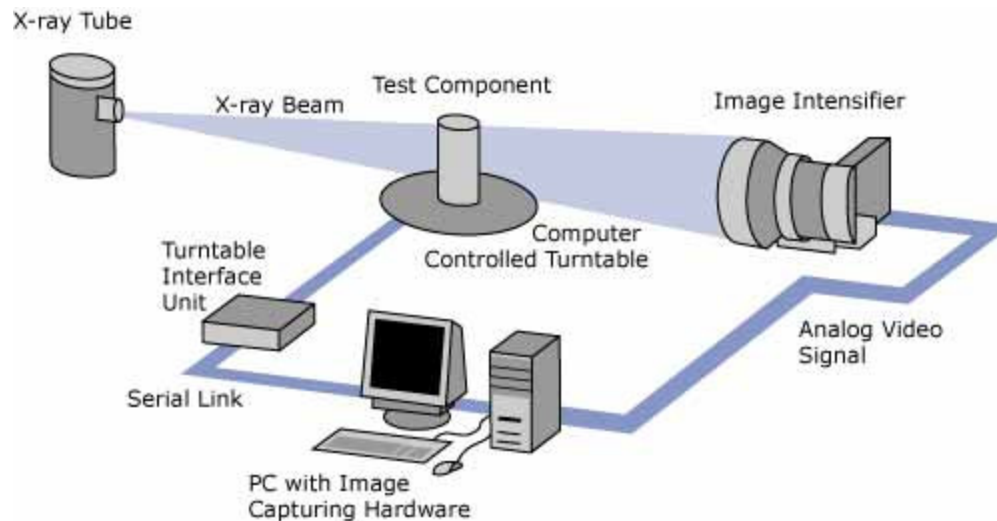 X-ray Tube
X-ray Beam
Test Component
Image Intensifier
Computer
Controlled Turntable
Turntable
Interface
Unit
Analog Video
Signal
Serial Link
PC with Image
Capturing Hardware